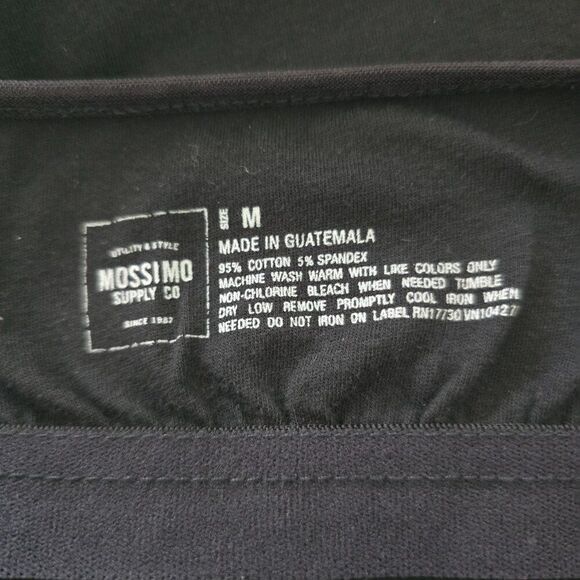 UTILITY & STYLE
MOSSIMO
SUPPLY CO
SINCE 1987
SIZE M
MADE IN GUATEMALA
95% COTTON 5% SPANDEX
MACHINE WASH WARM WITH LIKE COLORS ONLY
NON-CHLORINE BLEACH WHEN NEEDED TUMBLE
DRY LOW REMOVE PROMPTLY COOL IRON WHEN
NEEDED DO NOT IRON ON LABEL RN17730 VN10427